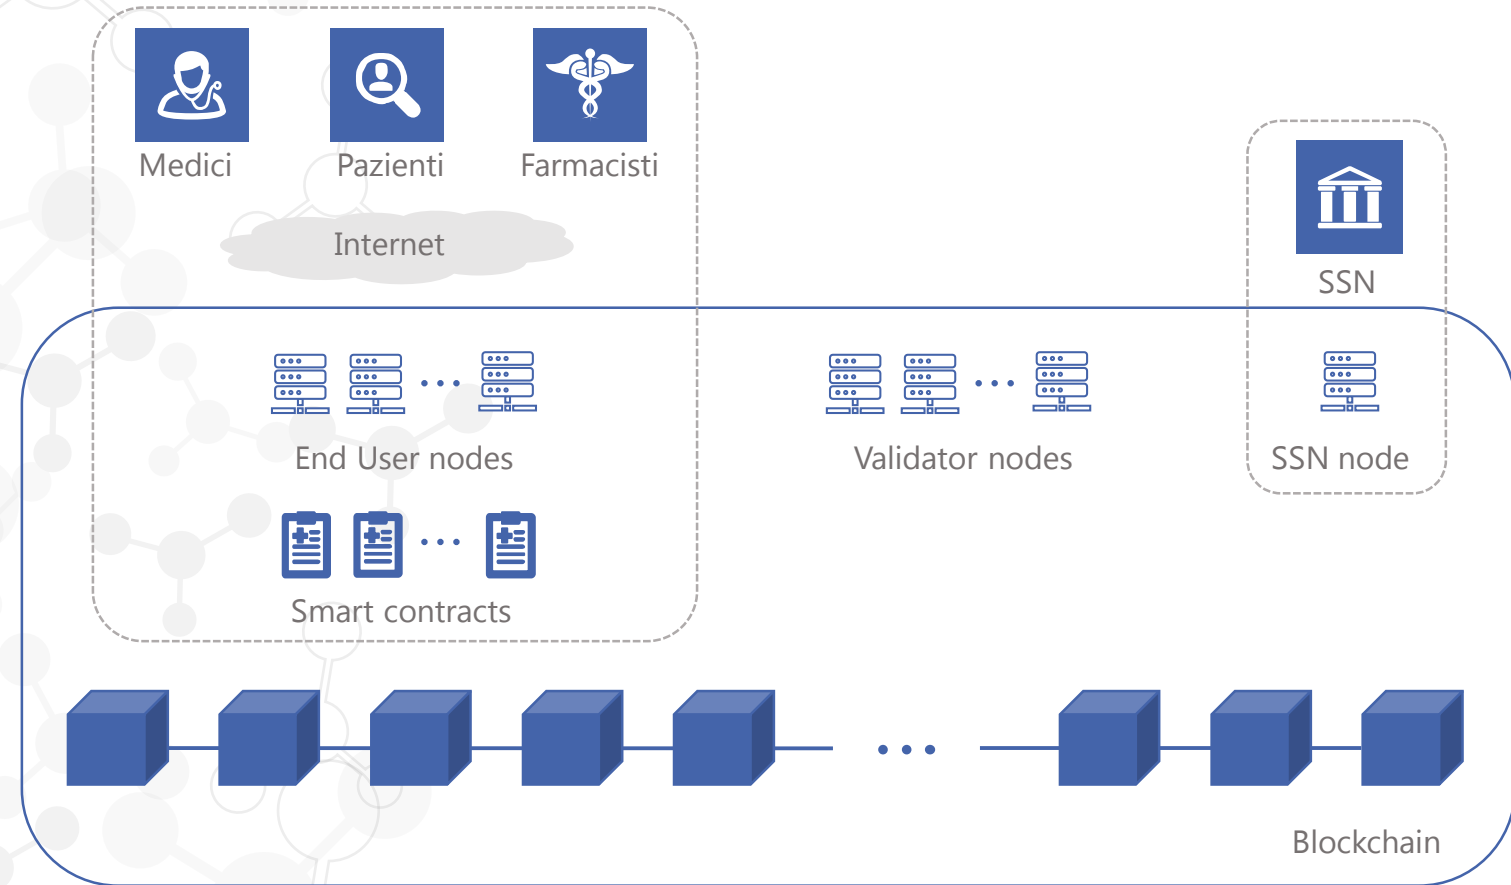 Medici
Pazienti
Farmacisti
Internet
SSN
End User nodes
Validator nodes
SSN node
Smart contracts
Blockchain